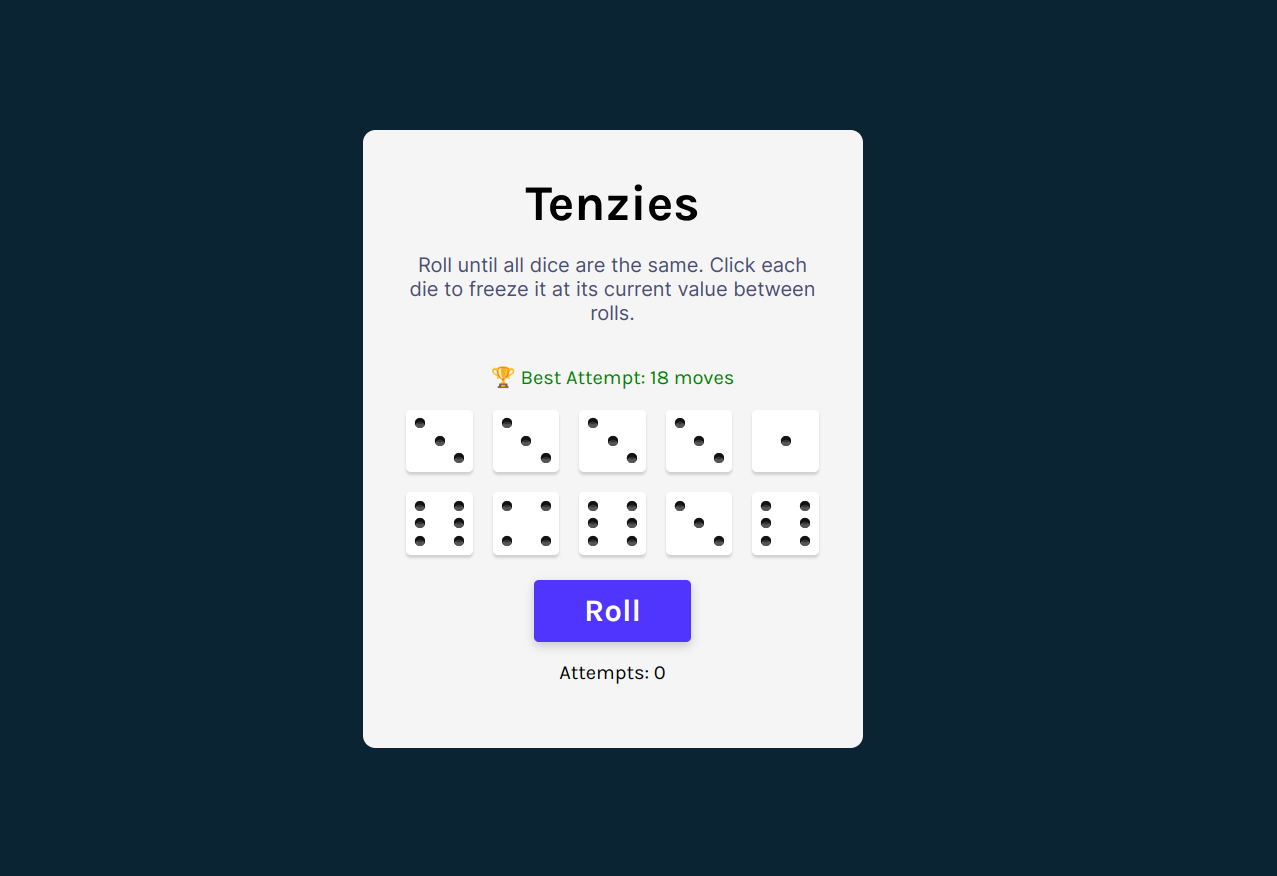 Tenzies
Roll until all dice are the same. Click each
die to freeze it at its current value between
rolls.
🏆 Best Attempt: 18 moves
Roll
Attempts: 0